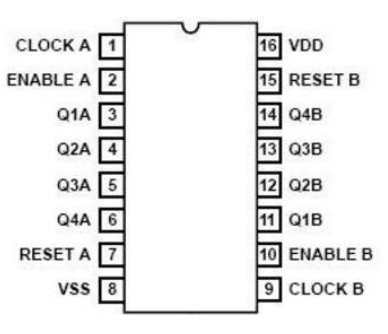 CLOCK A 1 16 VDD
ENABLE A 2 15 RESET B
Q1A 3 14 Q4B
Q2A 4 13 Q3B
Q3A 5 12 Q2B
Q4A 6 11 Q1B
RESET A 7 10 ENABLE B
VSS 8 9 CLOCK B